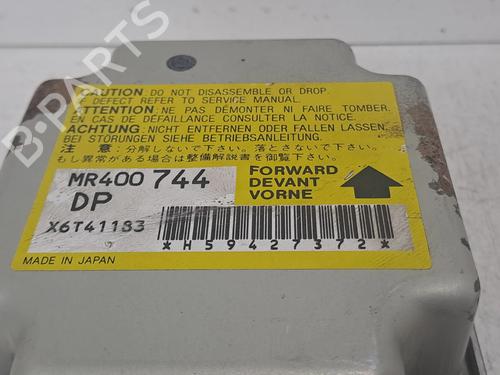 B-PARTS
CAUTION: DO NOT DISASSEMBLE OR DROP.
IF DEFECT REFER TO SERVICE MANUAL.
ATTENTION: NE PAS DÉMONTER NI FAIRE TOMBER.
EN CAS DE DÉFAILLANCE CONSULTER LA NOTICE.
ACHTUNG: NICHT ENTFERNEN ODER FALLEN LASSEN.
BEI STÖRUNGEN SIEHE BETRIEBSANLEITUNG.
注 意：分解しないで下さい。落とさないで下さい。
もし異常がある場合は整備解説書を御覧下さい。
MR400 744
DP
X6T41183
FORWARD
DEVANT
VORNE
*H59427372*
MADE IN JAPAN